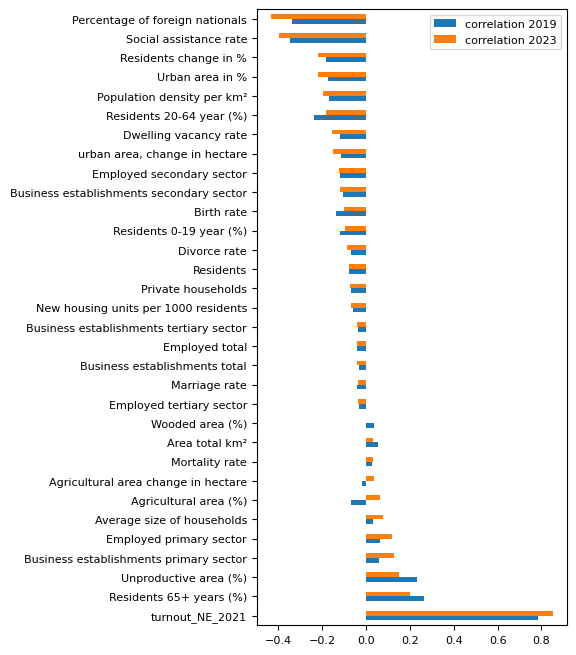 correlation 2019
correlation 2023
Percentage of foreign nationals
Social assistance rate
Residents change in %
Urban area in %
Population density per km²
Residents 20-64 year (%)
Dwelling vacancy rate
urban area, change in hectare
Employed secondary sector
Business establishments secondary sector
Birth rate
Residents 0-19 year (%)
Divorce rate
Residents
Private households
New housing units per 1000 residents
Business establishments tertiary sector
Employed total
Business establishments total
Marriage rate
Employed tertiary sector
Wooded area (%)
Area total km²
Mortality rate
Agricultural area change in hectare
Agricultural area (%)
Average size of households
Employed primary sector
Business establishments primary sector
Unproductive area (%)
Residents 65+ years (%)
turnout_NE_2021
−0.4 −0.2 0.0 0.2 0.4 0.6 0.8